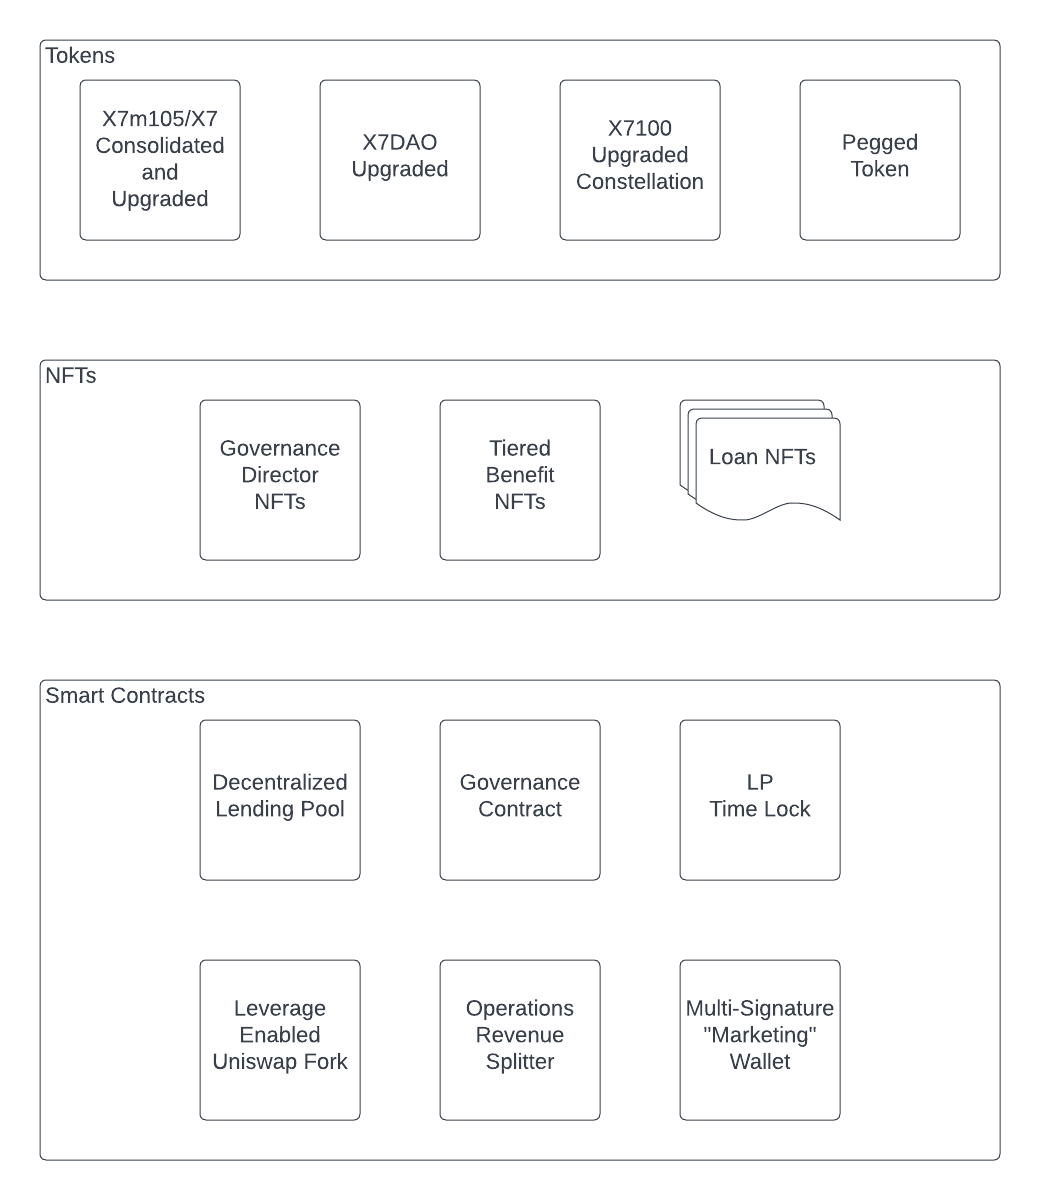 Tokens
X7m105/X7
Consolidated
and
Upgraded
X7DAO
Upgraded
X7100
Upgraded
Constellation
Pegged
Token
NFTs
Governance
Director
NFTs
Tiered
Benefit
NFTs
Loan NFTs
Smart Contracts
Decentralized
Lending Pool
Governance
Contract
LP
Time Lock
Leverage
Enabled
Uniswap Fork
Operations
Revenue
Splitter
Multi-Signature
"Marketing"
Wallet